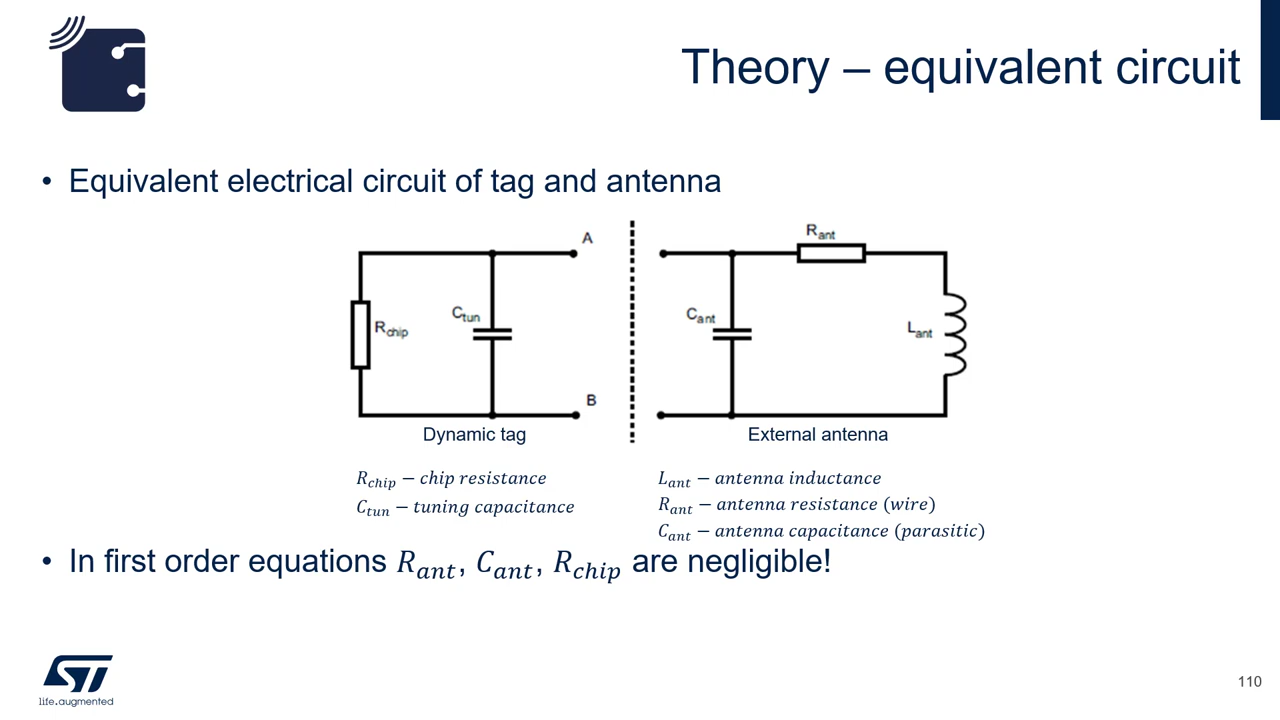 Theory – equivalent circuit
• Equivalent electrical circuit of tag and antenna
A
R_ant
C_tun
R_chip
C_ant
L_ant
B
Dynamic tag
External antenna
R_chip − chip resistance
C_tun − tuning capacitance
L_ant − antenna inductance
R_ant − antenna resistance (wire)
C_ant − antenna capacitance (parasitic)
• In first order equations R_ant, C_ant, R_chip are negligible!
ST
life.augmented
110